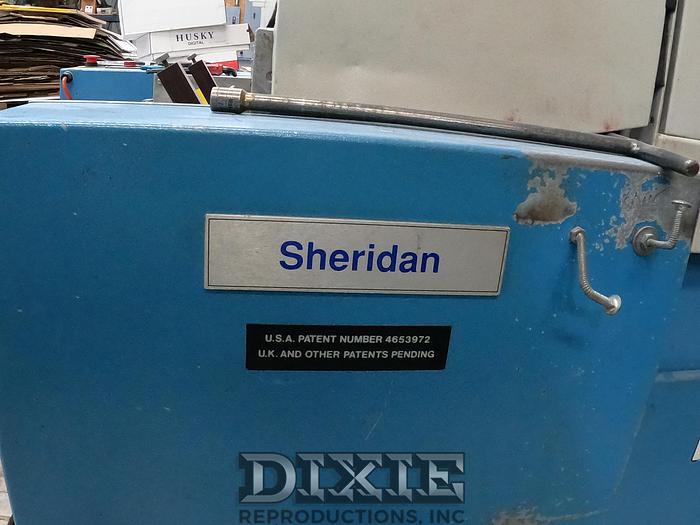 HUSKY
DIGITAL
Sheridan
U.S.A. PATENT NUMBER 4653972
U.K. AND OTHER PATENTS PENDING
DIXIE
REPRODUCTIONS, INC